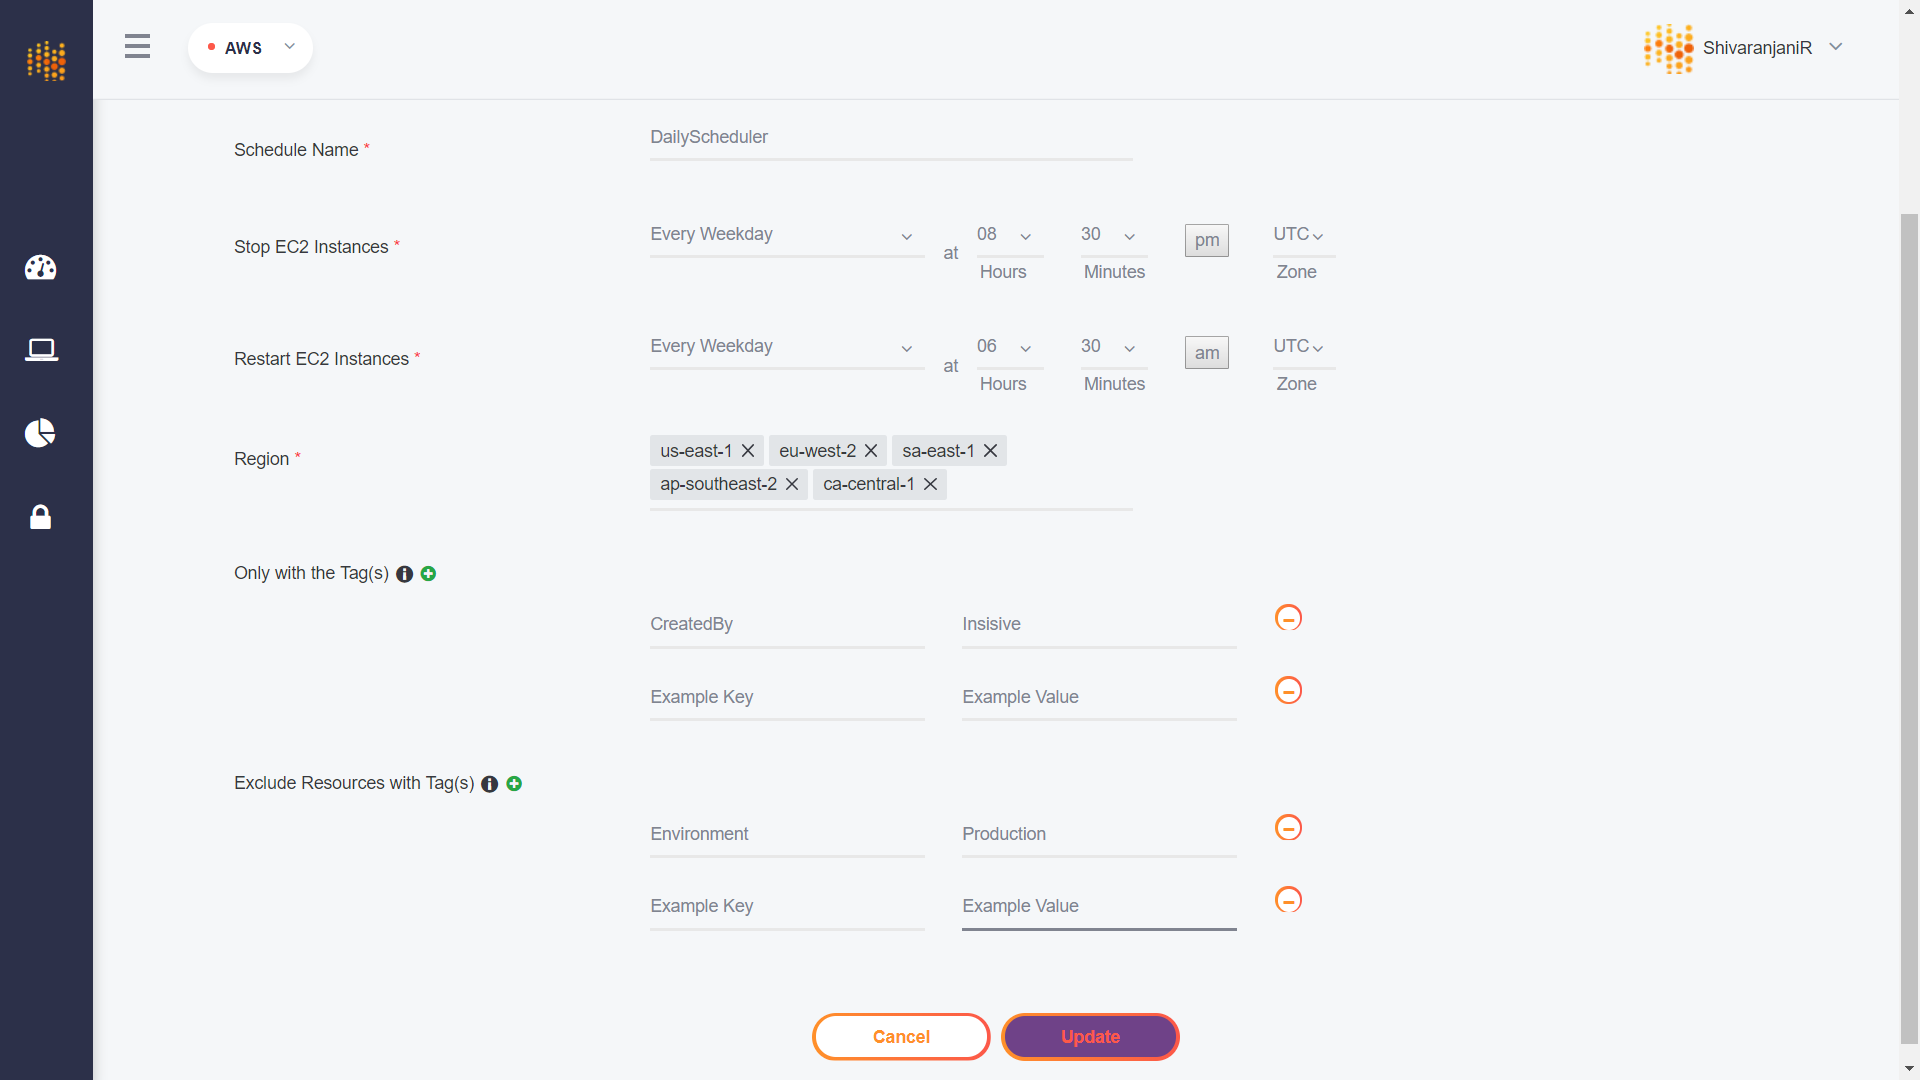 AWS
ShivaranjaniR
Schedule Name *
DailyScheduler
Stop EC2 Instances *
Every Weekday
at
08
Hours
30
Minutes
pm
UTC
Zone
Restart EC2 Instances *
Every Weekday
at
06
Hours
30
Minutes
am
UTC
Zone
Region *
us-east-1 eu-west-2 sa-east-1
ap-southeast-2 ca-central-1
Only with the Tag(s)
CreatedBy Insisive
Example Key Example Value
Exclude Resources with Tag(s)
Environment Production
Example Key Example Value
Cancel Update